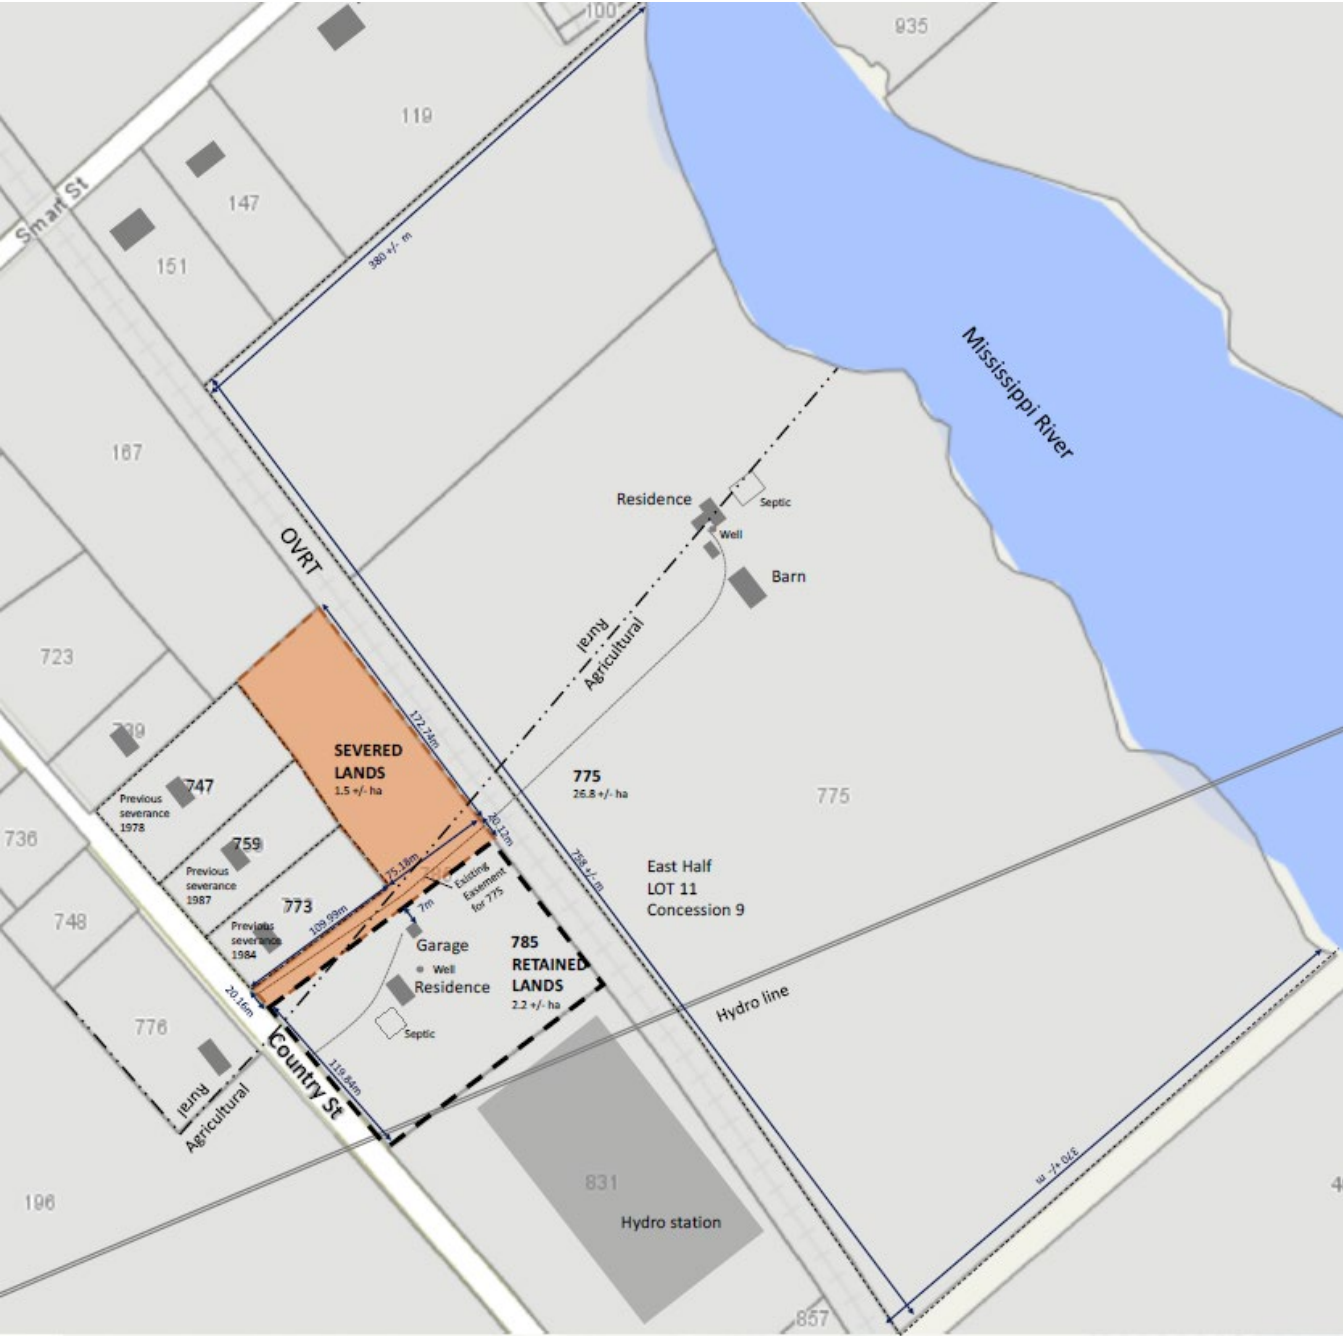 100
935
119
Smart St
147
151
380 +/- m
Mississippi River
167
OVRT
Residence
Septic
Well
Barn
Rural
Agricultural
723
739
172.74m
SEVERED
LANDS
1.5 +/- ha
775
26.8 +/- ha
775
747
Previous
severance
1978
736
759
Previous
severance
1987
20.12m
758 +/- m
75.18m
Existing
Easement
for 775
East Half
LOT 11
Concession 9
748
773
Previous
severance
1984
109.99m
7m
Garage
Well
Residence
Septic
785
RETAINED
LANDS
2.2 +/- ha
20.16m
Hydro line
776
Country St
119.84m
Rural
Agricultural
370 +/- m
196
831
Hydro station
857